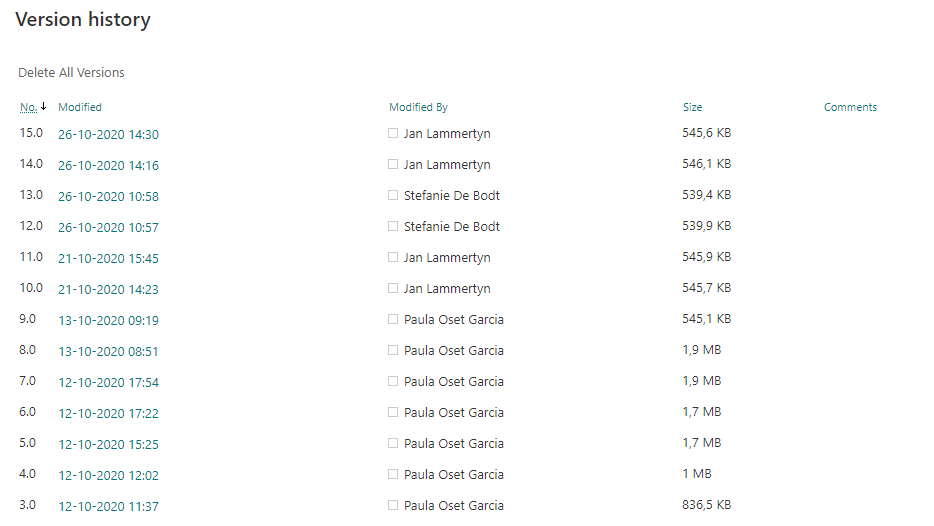 Version history
Delete All Versions
No. Modified Modified By Size Comments
15.0 26-10-2020 14:30 Jan Lammertyn 545,6 KB
14.0 26-10-2020 14:16 Jan Lammertyn 546,1 KB
13.0 26-10-2020 10:58 Stefanie De Bodt 539,4 KB
12.0 26-10-2020 10:57 Stefanie De Bodt 539,9 KB
11.0 21-10-2020 15:45 Jan Lammertyn 545,9 KB
10.0 21-10-2020 14:23 Jan Lammertyn 545,7 KB
9.0 13-10-2020 09:19 Paula Oset Garcia 545,1 KB
8.0 13-10-2020 08:51 Paula Oset Garcia 1,9 MB
7.0 12-10-2020 17:54 Paula Oset Garcia 1,9 MB
6.0 12-10-2020 17:22 Paula Oset Garcia 1,7 MB
5.0 12-10-2020 15:25 Paula Oset Garcia 1,7 MB
4.0 12-10-2020 12:02 Paula Oset Garcia 1 MB
3.0 12-10-2020 11:37 Paula Oset Garcia 836,5 KB